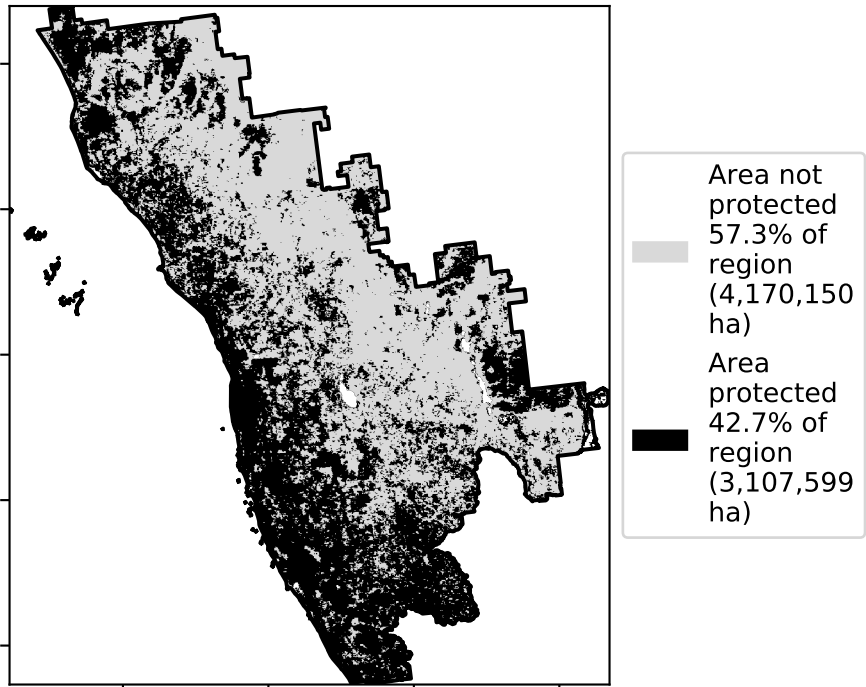 Area not
protected
57.3% of
region
(4,170,150
ha)
Area
protected
42.7% of
region
(3,107,599
ha)